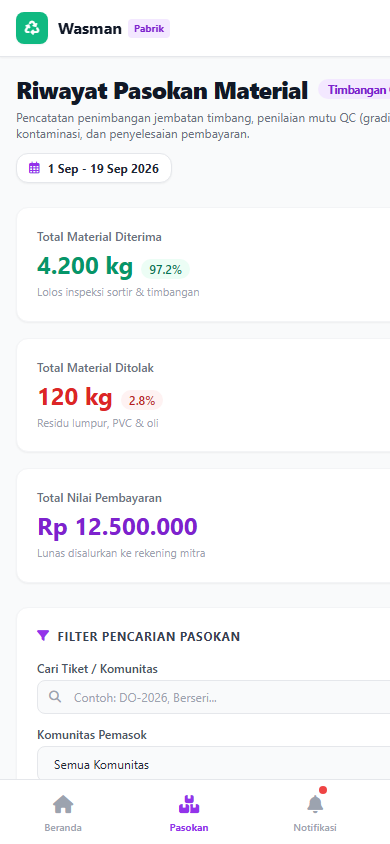 Wasman Pabrik
Riwayat Pasokan Material Timbangan
Pencatatan penimbangan jembatan timbang, penilaian mutu QC (gradi
kontaminasi, dan penyelesaian pembayaran.
1 Sep - 19 Sep 2026
Total Material Diterima
4.200 kg 97.2%
Lolos inspeksi sortir & timbangan
Total Material Ditolak
120 kg 2.8%
Residu lumpur, PVC & oli
Total Nilai Pembayaran
Rp 12.500.000
Lunas disalurkan ke rekening mitra
FILTER PENCARIAN PASOKAN
Cari Tiket / Komunitas
Contoh: DO-2026, Berseri...
Komunitas Pemasok
Semua Komunitas
Beranda Pasokan Notifikasi